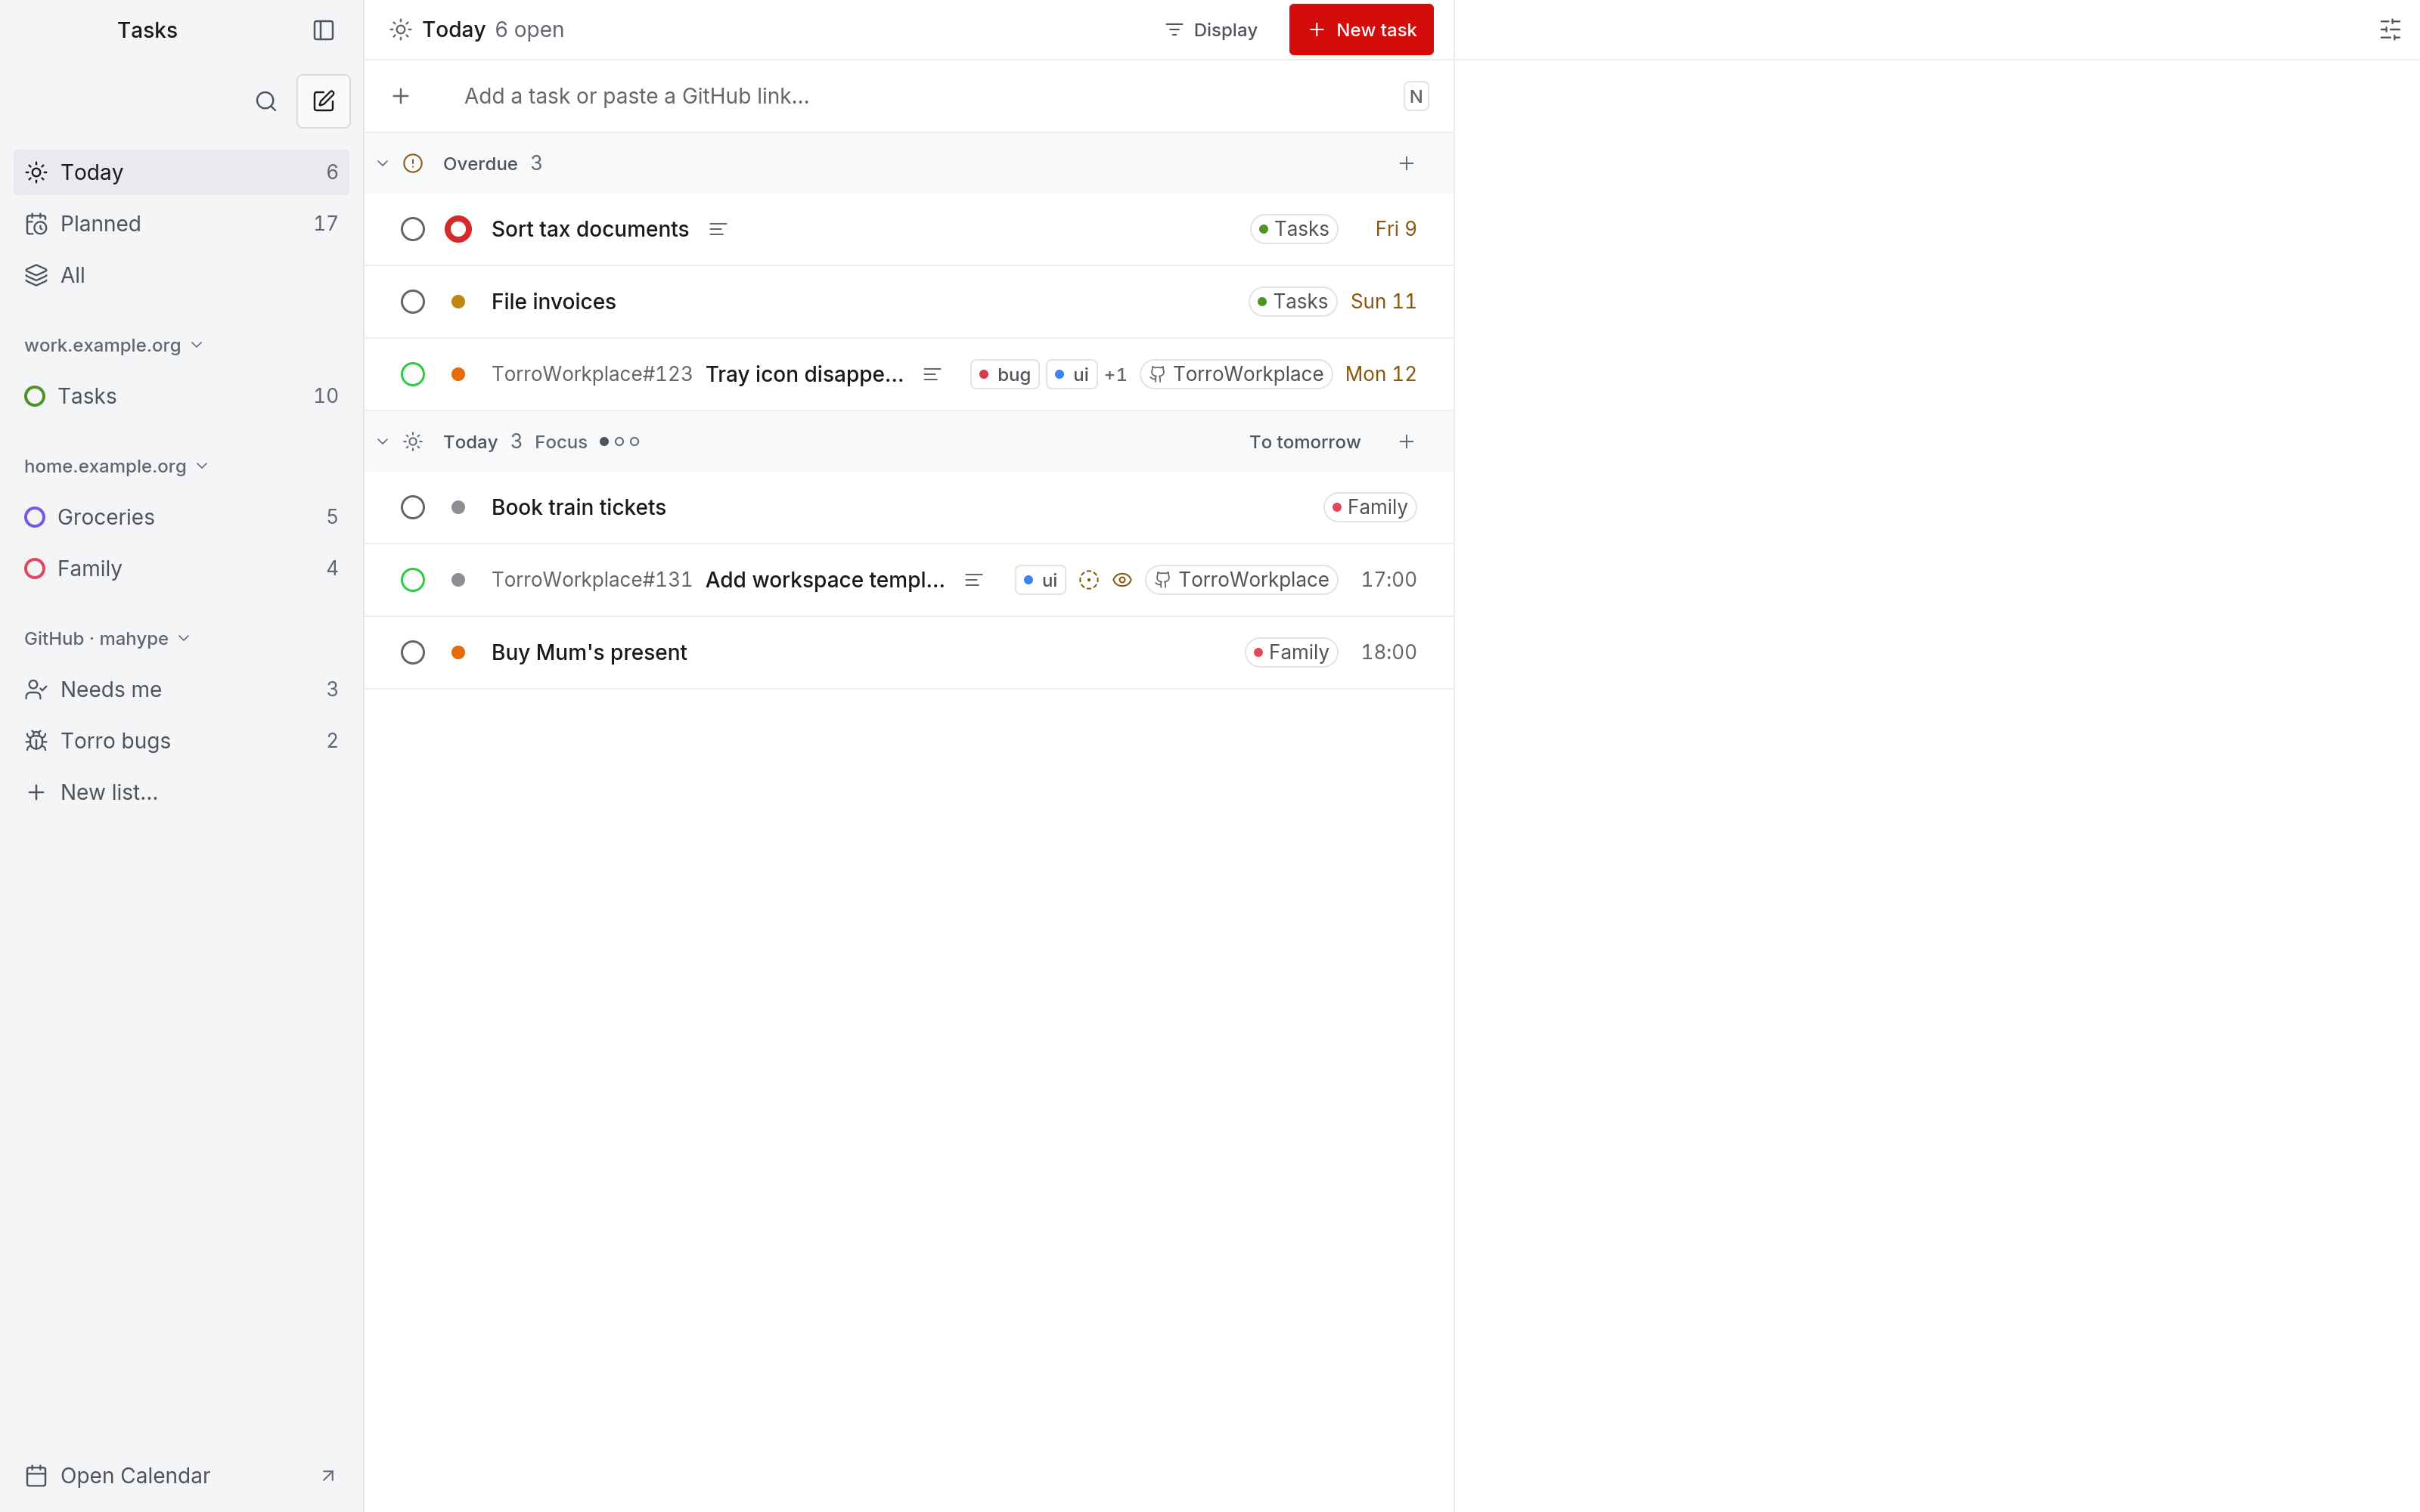 Tasks
Today 6
Planned 17
All
work.example.org
Tasks 10
home.example.org
Groceries 5
Family 4
GitHub · mahype
Needs me 3
Torro bugs 2
New list...
Open Calendar
Today 6 open
Display
New task
Add a task or paste a GitHub link...
N
Overdue 3
Sort tax documents Tasks Fri 9
File invoices Tasks Sun 11
TorroWorkplace#123 Tray icon disappe... bug ui +1 TorroWorkplace Mon 12
Today 3 Focus To tomorrow
Book train tickets Family
TorroWorkplace#131 Add workspace templ... ui TorroWorkplace 17:00
Buy Mum's present Family 18:00